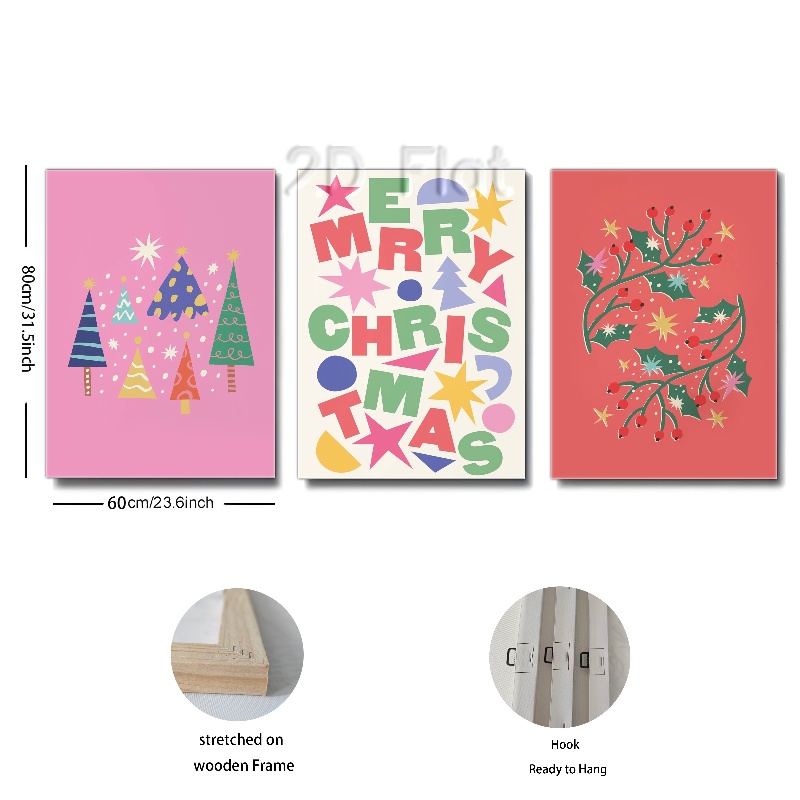 2D Flat
80cm/31.5inch
MERRY
CHRIS
TMAS
60cm/23.6inch
stretched on
wooden Frame
Hook
Ready to Hang